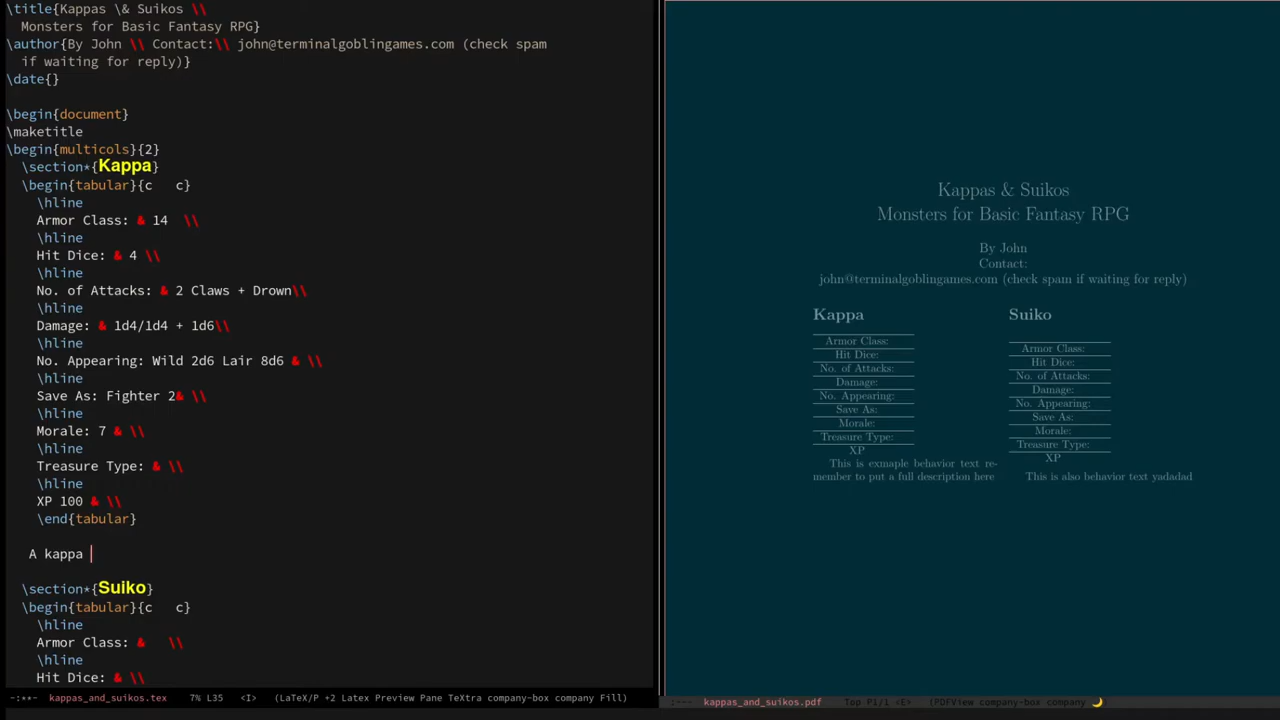 \title{Kappas \& Suikos \\
Monsters for Basic Fantasy RPG}
\author{By John \\ Contact:\\ john@terminalgoblingames.com (check spam
if waiting for reply)}
\date{}
\begin{document}
\maketitle
\begin{multicols}{2}
\section*{Kappa}
\begin{tabular}{c   c}
\hline
Armor Class: & 14  \\
\hline
Hit Dice: & 4 \\
\hline
No. of Attacks: & 2 Claws + Drown\\
\hline
Damage: & 1d4/1d4 + 1d6\\
\hline
No. Appearing: Wild 2d6 Lair 8d6 & \\
\hline
Save As: Fighter 2& \\
\hline
Morale: 7 & \\
\hline
Treasure Type: & \\
\hline
XP 100 & \\
\end{tabular}
A kappa
\section*{Suiko}
\begin{tabular}{c   c}
\hline
Armor Class: &   \\
\hline
Hit Dice: & \\
-:**-  kappas_and_suikos.tex   7% L35  <I>  (LaTeX/P +2 Latex Preview Pane TeXtra company-box company Fill)
Kappas & Suikos
Monsters for Basic Fantasy RPG
By John
Contact:
john@terminalgoblingames.com (check spam if waiting for reply)
Kappa
Armor Class:
Hit Dice:
No. of Attacks:
Damage:
No. Appearing:
Save As:
Morale:
Treasure Type:
XP
This is exmaple behavior text re-
member to put a full description here
Suiko
Armor Class:
Hit Dice:
No. of Attacks:
Damage:
No. Appearing:
Save As:
Morale:
Treasure Type:
XP
This is also behavior text yadadad
-:---  kappas_and_suikos.pdf   Top P1/1 <E>  (PDFView company-box company 🌙)